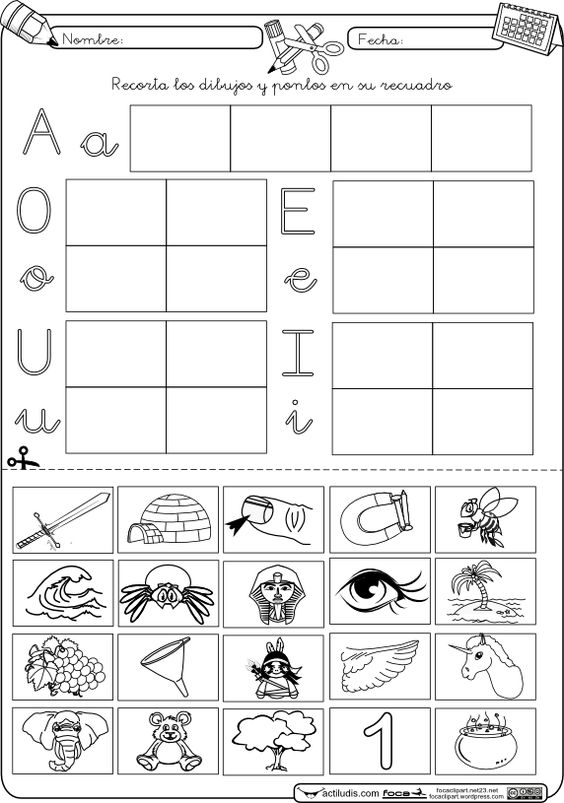 Nombre:
Fecha:
Recorta los dibujos y ponlos en su recuadro
A a
O
o
E
e
U
u
I
i
1
actiludis.com foca focaclipart.net23.net
focaclipart.wordpress.com